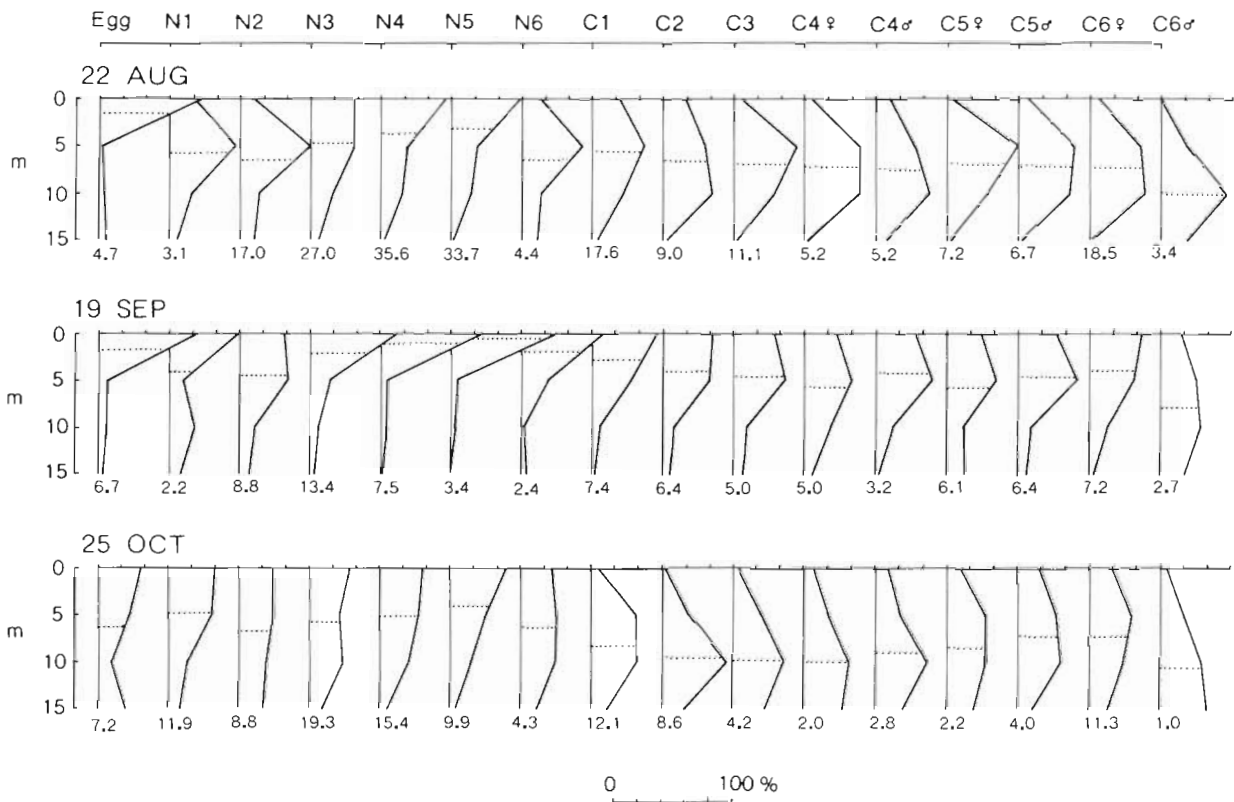 Egg N1 N2 N3 N4 N5 N6 C1 C2 C3 C4♀ C4♂ C5♀ C5♂ C6♀ C6♂
22 AUG
0
5
m
10
15
4.7 3.1 17.0 27.0 35.6 33.7 4.4 17.6 9.0 11.1 5.2 5.2 7.2 6.7 18.5 3.4
19 SEP
0
5
m
10
15
6.7 2.2 8.8 13.4 7.5 3.4 2.4 7.4 6.4 5.0 5.0 3.2 6.1 6.4 7.2 2.7
25 OCT
0
5
m
10
15
7.2 11.9 8.8 19.3 15.4 9.9 4.3 12.1 8.6 4.2 2.0 2.8 2.2 4.0 11.3 1.0
0 100 %